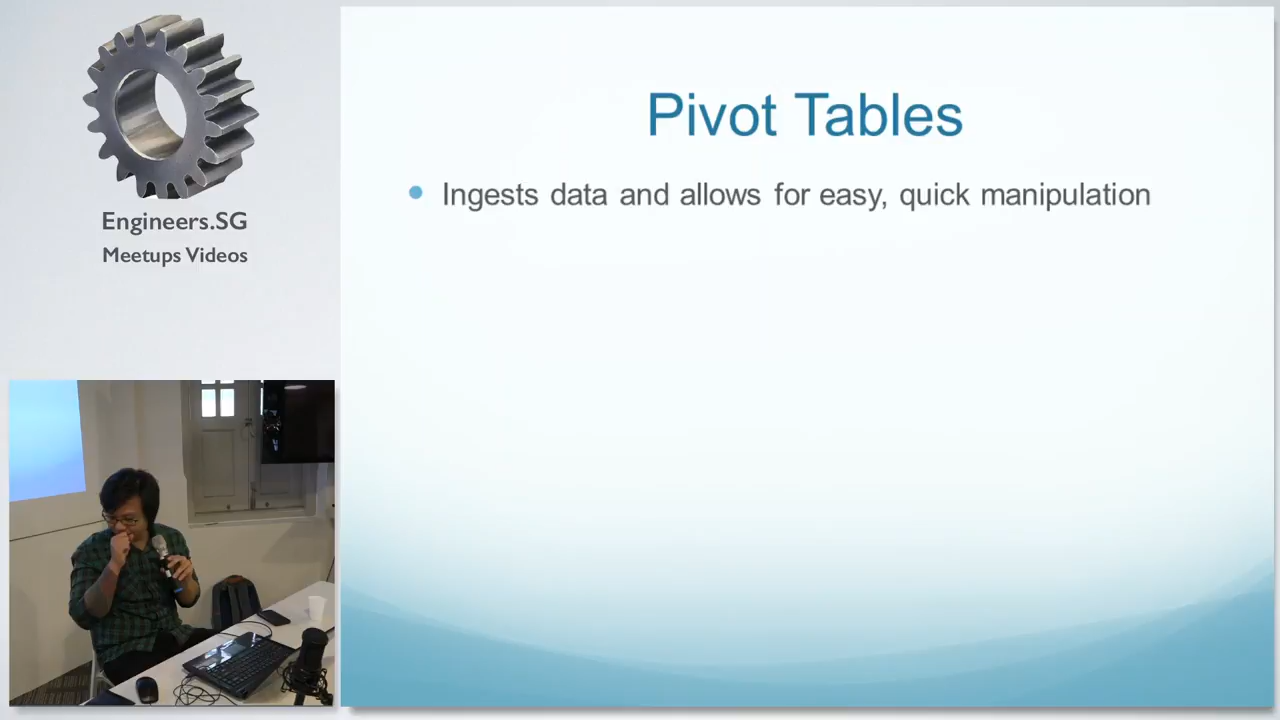 Engineers.SG
Meetups Videos
Pivot Tables
Ingests data and allows for easy, quick manipulation